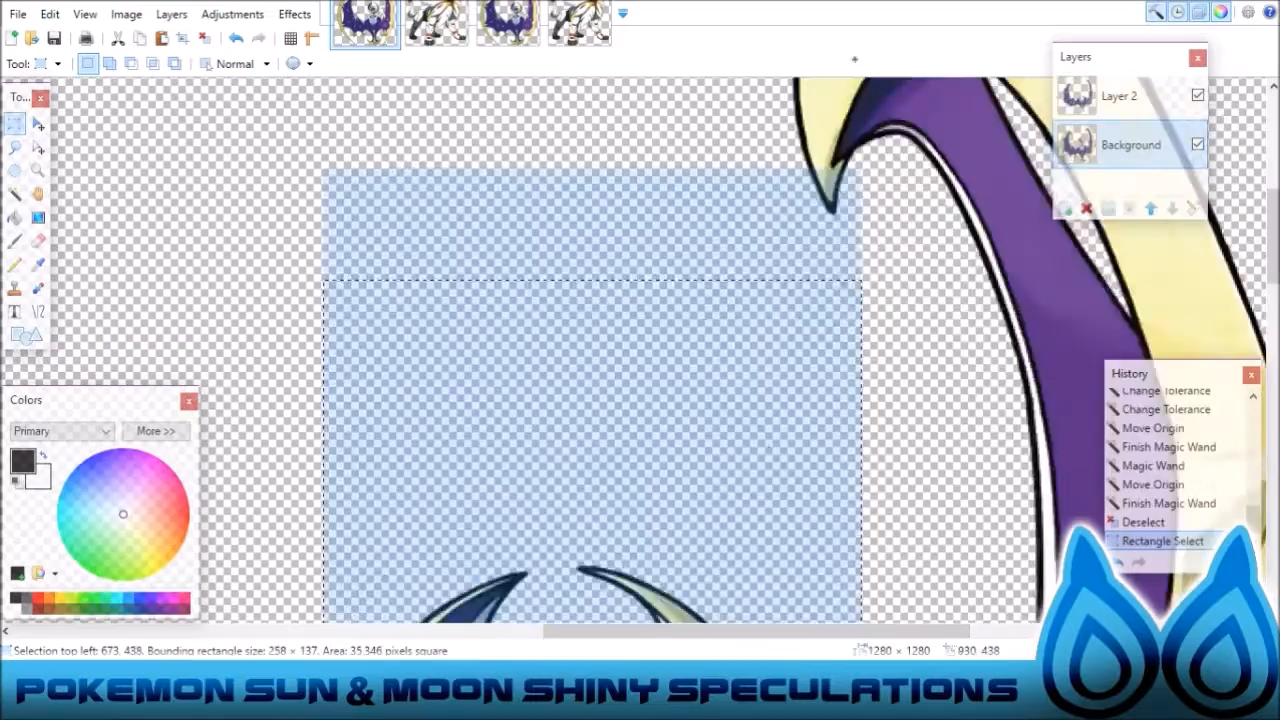 File Edit View Image Layers Adjustments Effects
Tool: Normal
To...
Layers
Layer 2
Background
Colors
Primary More >>
History
Change Tolerance
Change Tolerance
Move Origin
Finish Magic Wand
Magic Wand
Move Origin
Finish Magic Wand
Deselect
Rectangle Select
Selection top left: 673, 438. Bounding rectangle size: 258 × 137. Area: 35.346 pixels square
1280 × 1280 930, 438
POKEMON SUN & MOON SHINY SPECULATIONS